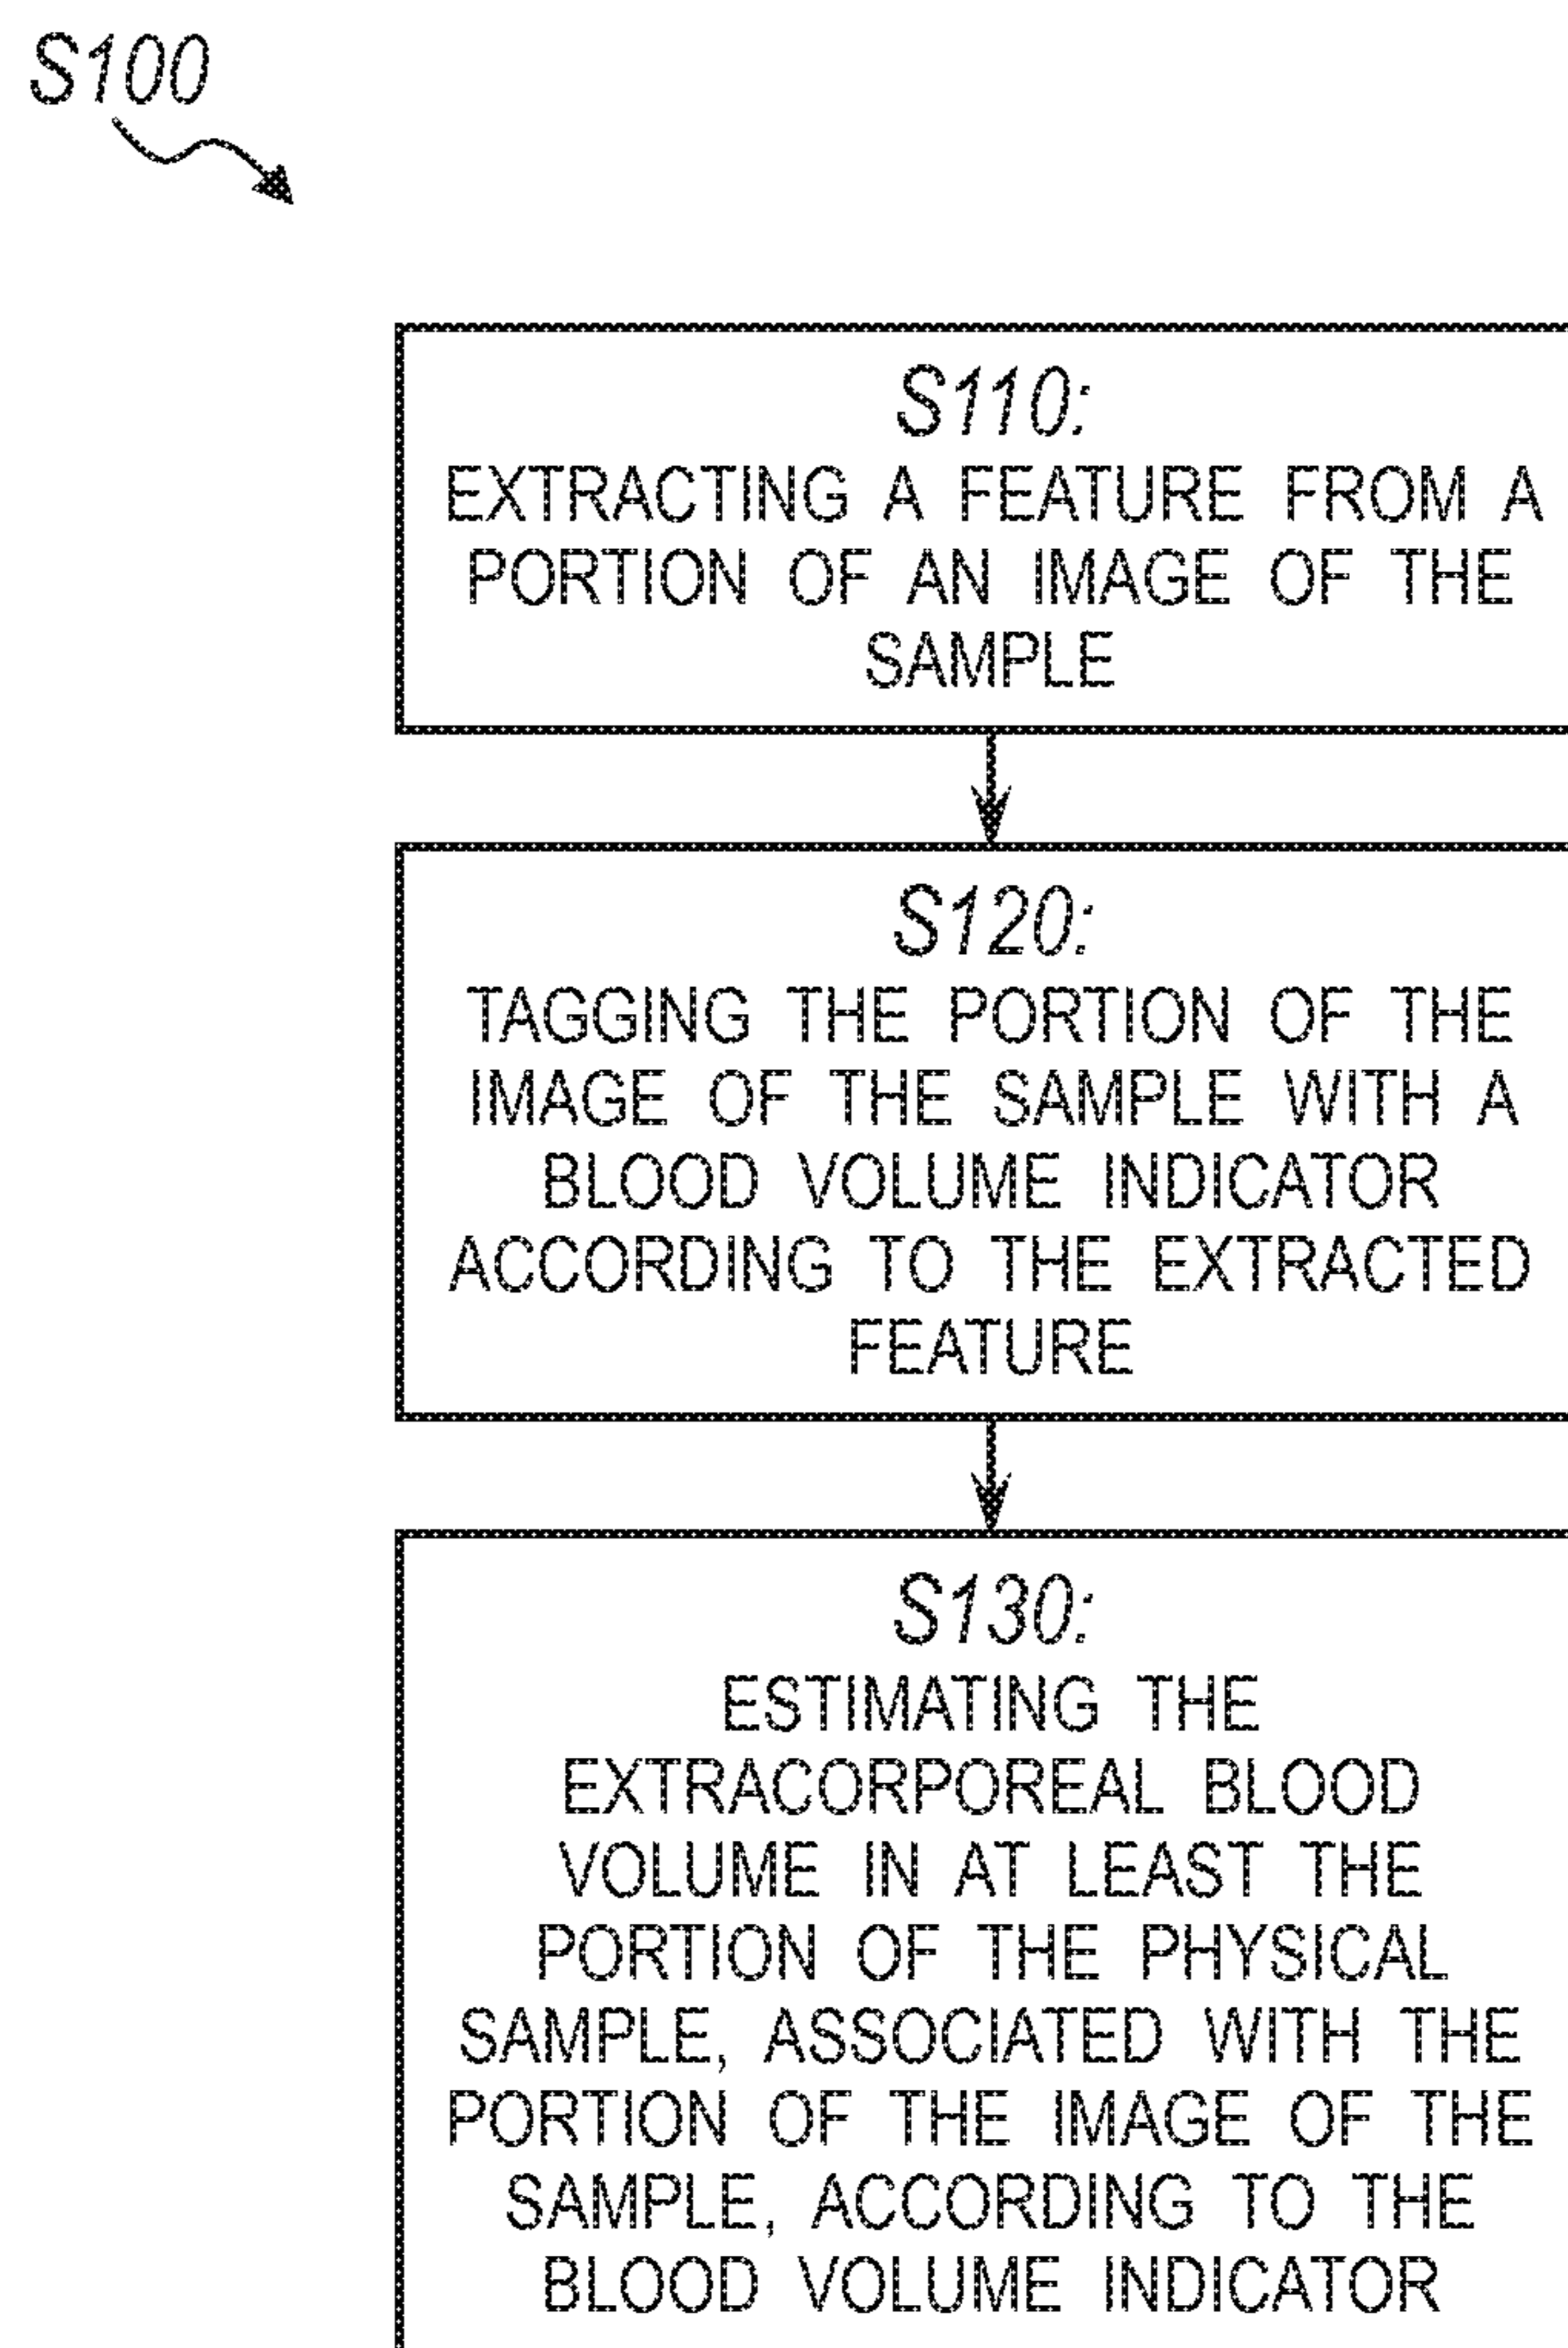 S100
S110:
EXTRACTING A FEATURE FROM A
PORTION OF AN IMAGE OF THE
SAMPLE
S120:
TAGGING THE PORTION OF THE
IMAGE OF THE SAMPLE WITH A
BLOOD VOLUME INDICATOR
ACCORDING TO THE EXTRACTED
FEATURE
S130:
ESTIMATING THE
EXTRACORPOREAL BLOOD
VOLUME IN AT LEAST THE
PORTION OF THE PHYSICAL
SAMPLE, ASSOCIATED WITH THE
PORTION OF THE IMAGE OF THE
SAMPLE, ACCORDING TO THE
BLOOD VOLUME INDICATOR